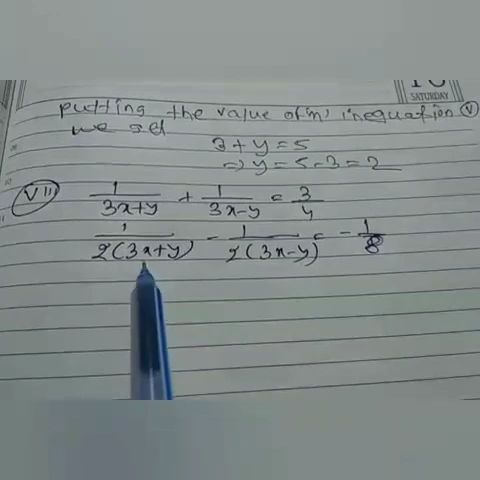 SATURDAY
putting the value of 'n' in equation (V)
we get
3 + y = 5
⇒ y = 5 - 3 = 2
(VII) 1/(3x+y) + 1/(3x-y) = 3/4
1/2(3x+y) - 1/2(3x-y) = -1/8